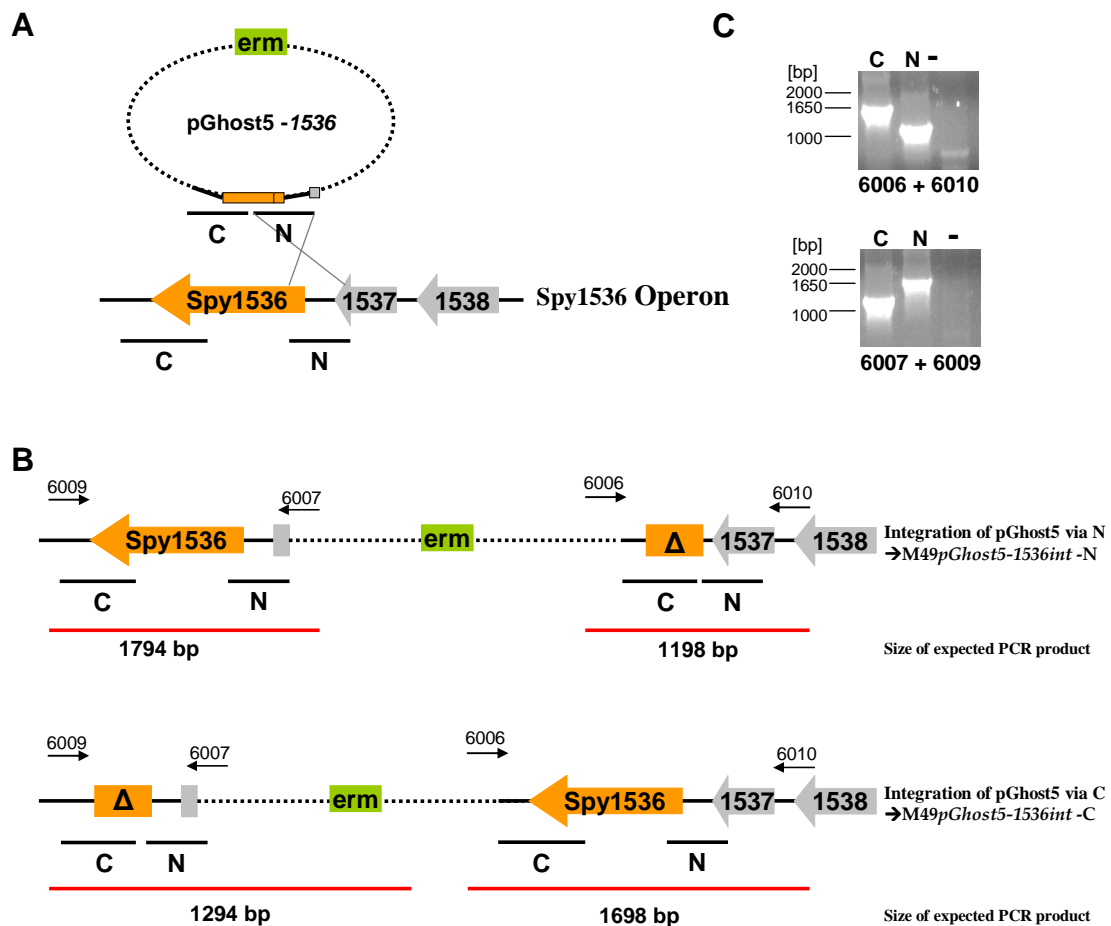 A
erm
pGhost5 -1536
C N
Spy1536 1537 1538 Spy1536 Operon
C N
C
C N -
[bp]
2000
1650
1000
6006 + 6010
C N -
[bp]
2000
1650
1000
6007 + 6009
B
6009 6007 6006 6010
Spy1536 erm Δ 1537 1538
Integration of pGhost5 via N
→M49pGhost5-1536int -N
C N C N
1794 bp 1198 bp Size of expected PCR product
6009 6007 6006 6010
Δ erm Spy1536 1537 1538
Integration of pGhost5 via C
→M49pGhost5-1536int -C
C N C N
1294 bp 1698 bp Size of expected PCR product